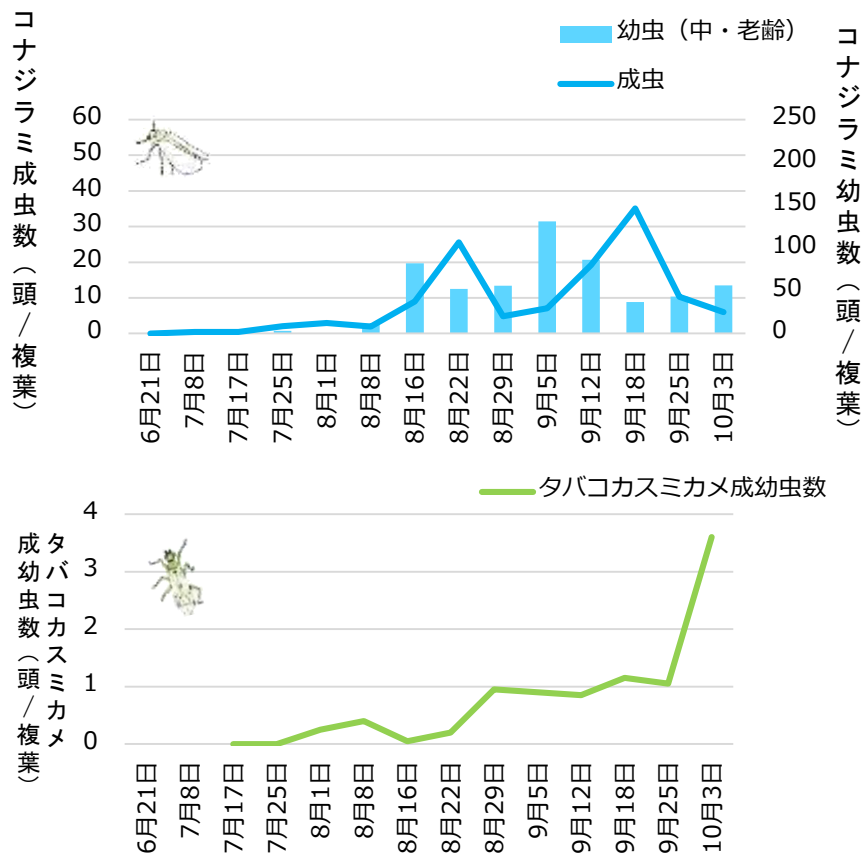 コナジラミ成虫数（頭/複葉）
幼虫（中・老齢）
成虫
コナジラミ幼虫数（頭/複葉）
60
50
40
30
20
10
0
250
200
150
100
50
0
6月21日
7月8日
7月17日
7月25日
8月1日
8月8日
8月16日
8月22日
8月29日
9月5日
9月12日
9月18日
9月25日
10月3日
タバコカスミカメ成幼虫数
タバコカスミカメ
成幼虫数（頭/複葉）
4
3
2
1
0
6月21日
7月8日
7月17日
7月25日
8月1日
8月8日
8月16日
8月22日
8月29日
9月5日
9月12日
9月18日
9月25日
10月3日